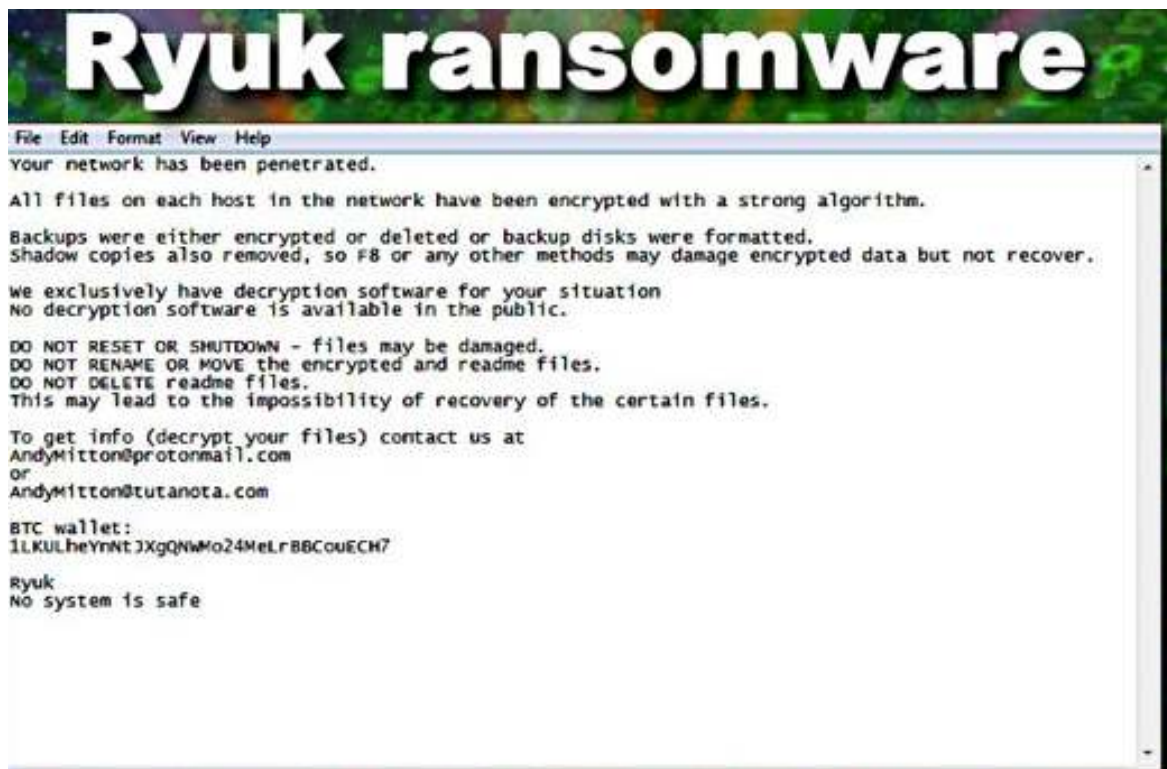 Ryuk ransomware
File Edit Format View Help
Your network has been penetrated.
All files on each host in the network have been encrypted with a strong algorithm.
Backups were either encrypted or deleted or backup disks were formatted.
Shadow copies also removed, so F8 or any other methods may damage encrypted data but not recover.
We exclusively have decryption software for your situation
No decryption software is available in the public.
DO NOT RESET OR SHUTDOWN - files may be damaged.
DO NOT RENAME OR MOVE the encrypted and readme files.
DO NOT DELETE readme files.
This may lead to the impossibility of recovery of the certain files.
To get info (decrypt your files) contact us at
AndyMitton@protonmail.com
or
AndyMitton@tutanota.com
BTC wallet:
Ryuk
No system is safe